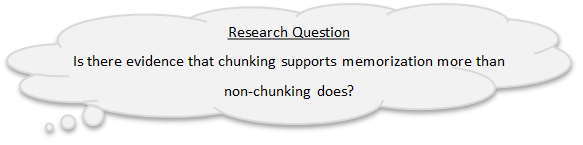 Research Question
Is there evidence that chunking supports memorization more than
non-chunking does?